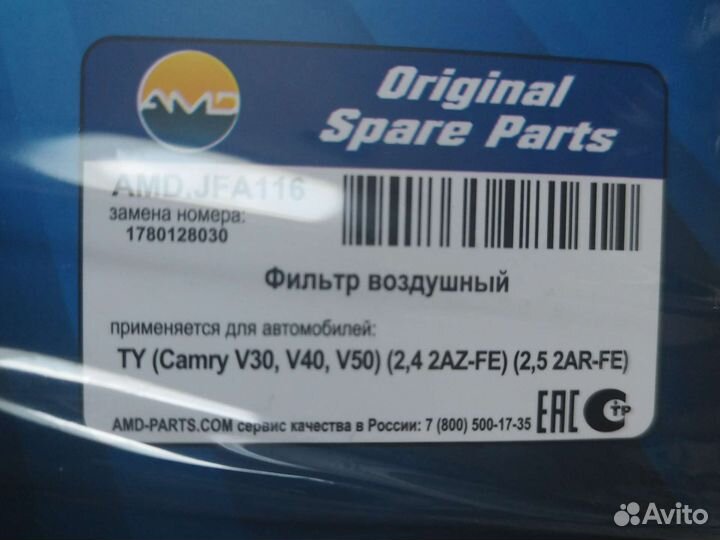 AMD
Original
Spare Parts
AMD.JFA116
замена номера:
1780128030
Фильтр воздушный
применяется для автомобилей:
TY (Camry V30, V40, V50) (2,4 2AZ-FE) (2,5 2AR-FE)
AMD-PARTS.COM сервис качества в России: 7 (800) 500-17-35
EAC
СТР
Avito